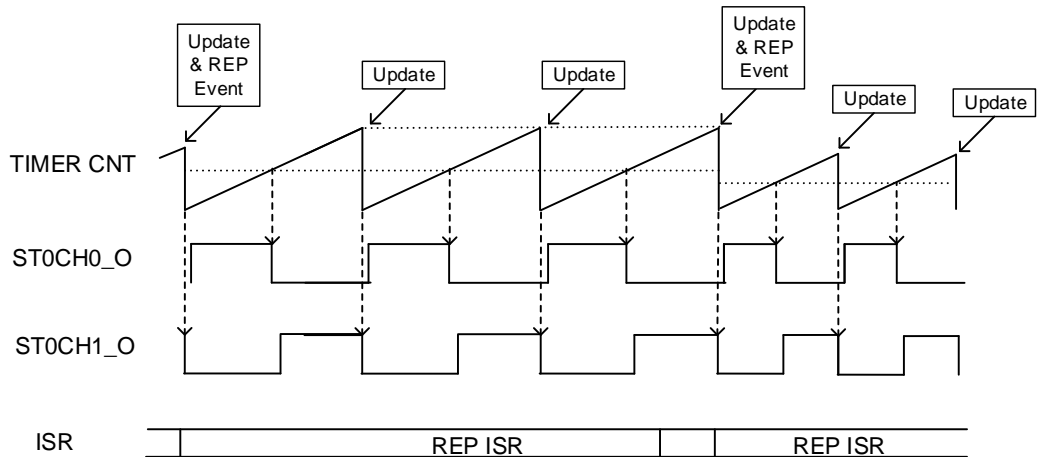 Update
& REP
Event
Update
Update
Update
& REP
Event
Update
Update
TIMER CNT
ST0CH0_O
ST0CH1_O
ISR
REP ISR
REP ISR